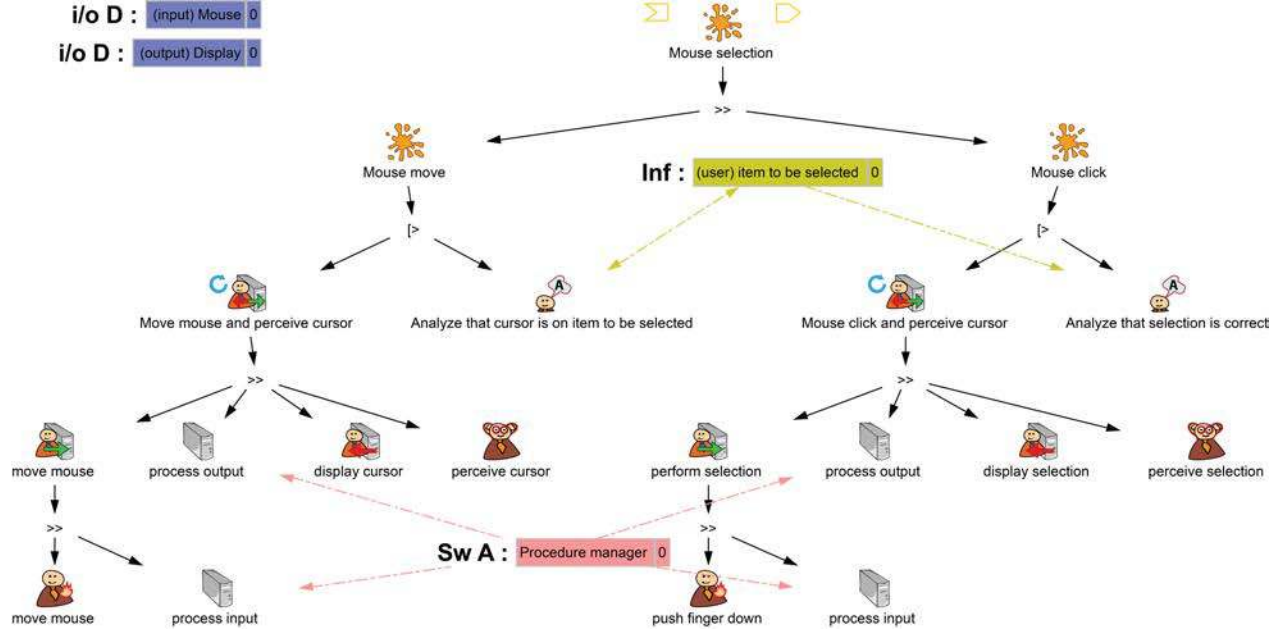 i/o D : (input) Mouse 0
i/o D : (output) Display 0
Mouse selection
>>
Mouse move
Inf : (user) item to be selected 0
Mouse click
[>
[>
A
A
Move mouse and perceive cursor
Analyze that cursor is on item to be selected
Mouse click and perceive cursor
Analyze that selection is correct
>>
>>
move mouse
process output
display cursor
perceive cursor
perform selection
process output
display selection
perceive selection
>>
>>
Sw A : Procedure manager 0
move mouse
process input
push finger down
process input